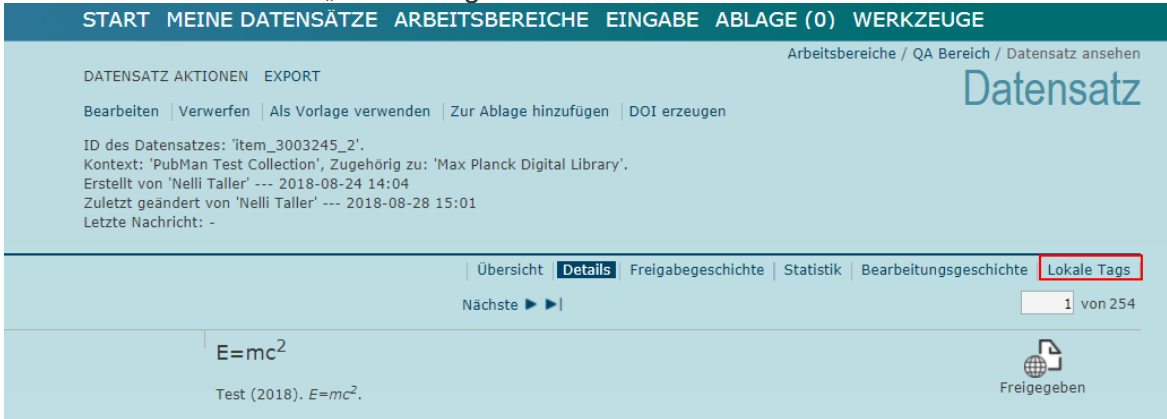 START MEINE DATENSÄTZE ARBEITSBEREICHE EINGABE ABLAGE (0) WERKZEUGE
Arbeitsbereiche / QA Bereich / Datensatz ansehen
Datensatz
DATENSATZ AKTIONEN EXPORT
Bearbeiten | Verwerfen | Als Vorlage verwenden | Zur Ablage hinzufügen | DOI erzeugen
ID des Datensatzes: 'item_3003245_2'.
Kontext: 'PubMan Test Collection', Zugehörig zu: 'Max Planck Digital Library'.
Erstellt von 'Nelli Taller' --- 2018-08-24 14:04
Zuletzt geändert von 'Nelli Taller' --- 2018-08-28 15:01
Letzte Nachricht: -
Übersicht | Details | Freigabegeschichte | Statistik | Bearbeitungsgeschichte | Lokale Tags
Nächste ▶ ▶|
1 von 254
E=mc²
Test (2018). E=mc².
Freigegeben